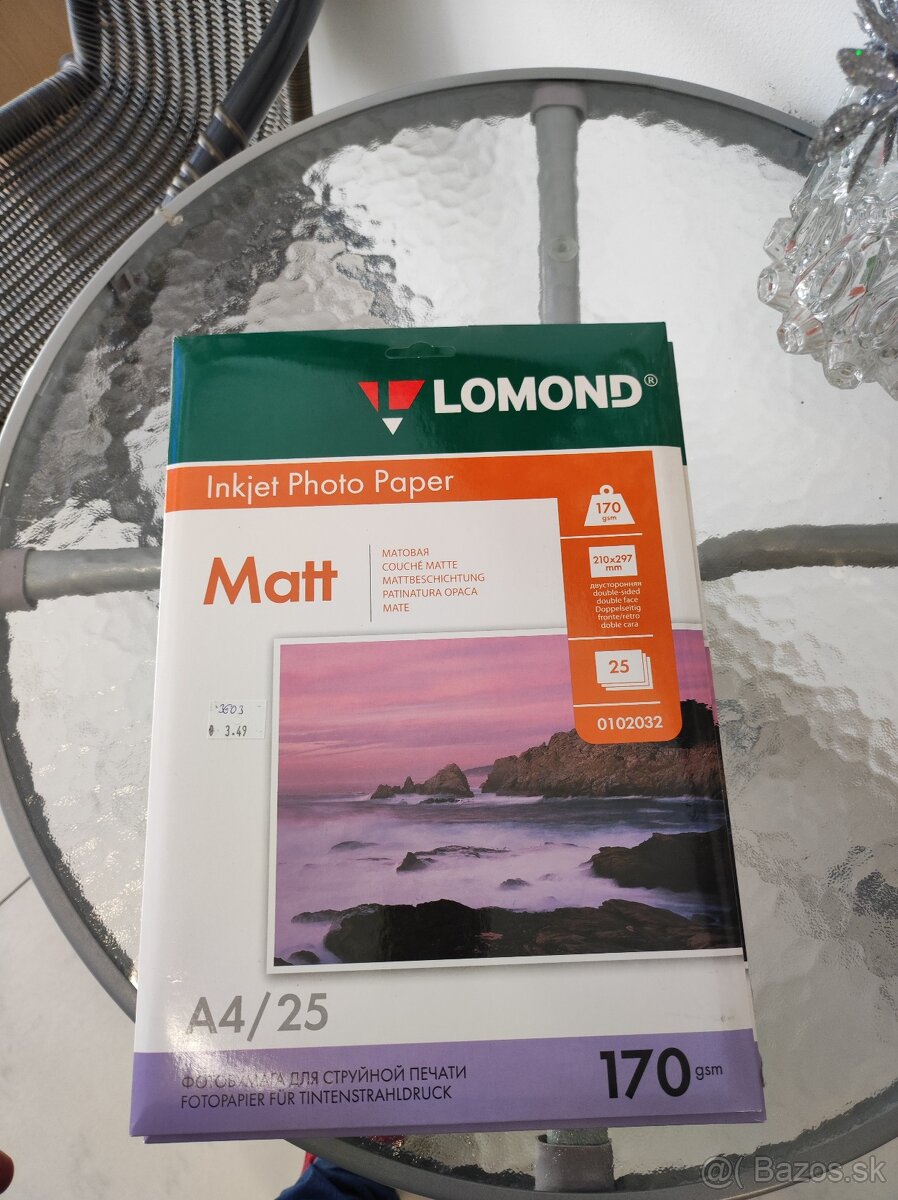 LOMOND®
Inkjet Photo Paper
Matt
МАТОВАЯ
COUCHÉ MATTE
MATTBESCHICHTUNG
PATINATURA OPACA
MATE
170
gsm
210x297
mm
двусторонняя
double-sided
double face
Doppelseitig
fronte/retro
doble cara
25
0102032
3603
3.49
A4/25
ФОТОБУМАГА ДЛЯ СТРУЙНОЙ ПЕЧАТИ
FOTOPAPIER FÜR TINTENSTRAHLDRUCK
170 gsm
@( Bazos.sk